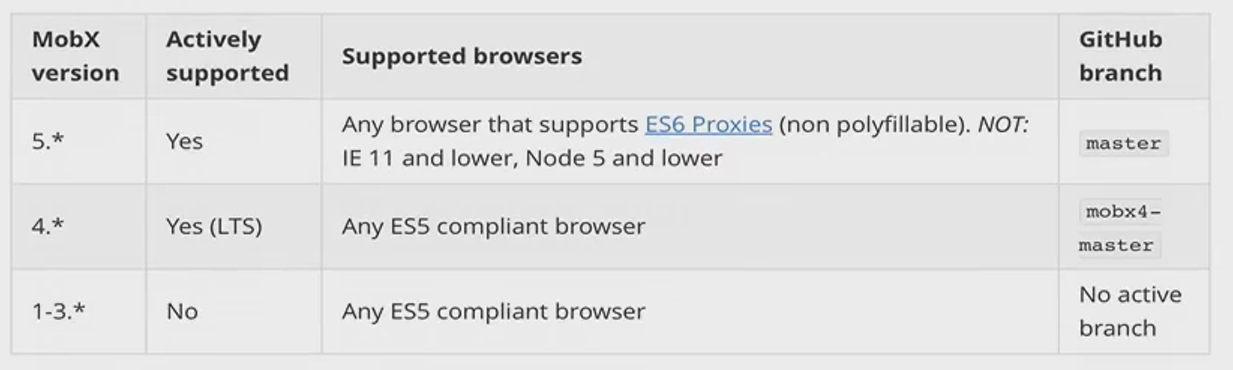 MobX version
Actively supported
Supported browsers
GitHub branch
5.*
Yes
Any browser that supports ES6 Proxies (non polyfillable). NOT:
IE 11 and lower, Node 5 and lower
master
4.*
Yes (LTS)
Any ES5 compliant browser
mobx4-
master
1-3.*
No
Any ES5 compliant browser
No active
branch